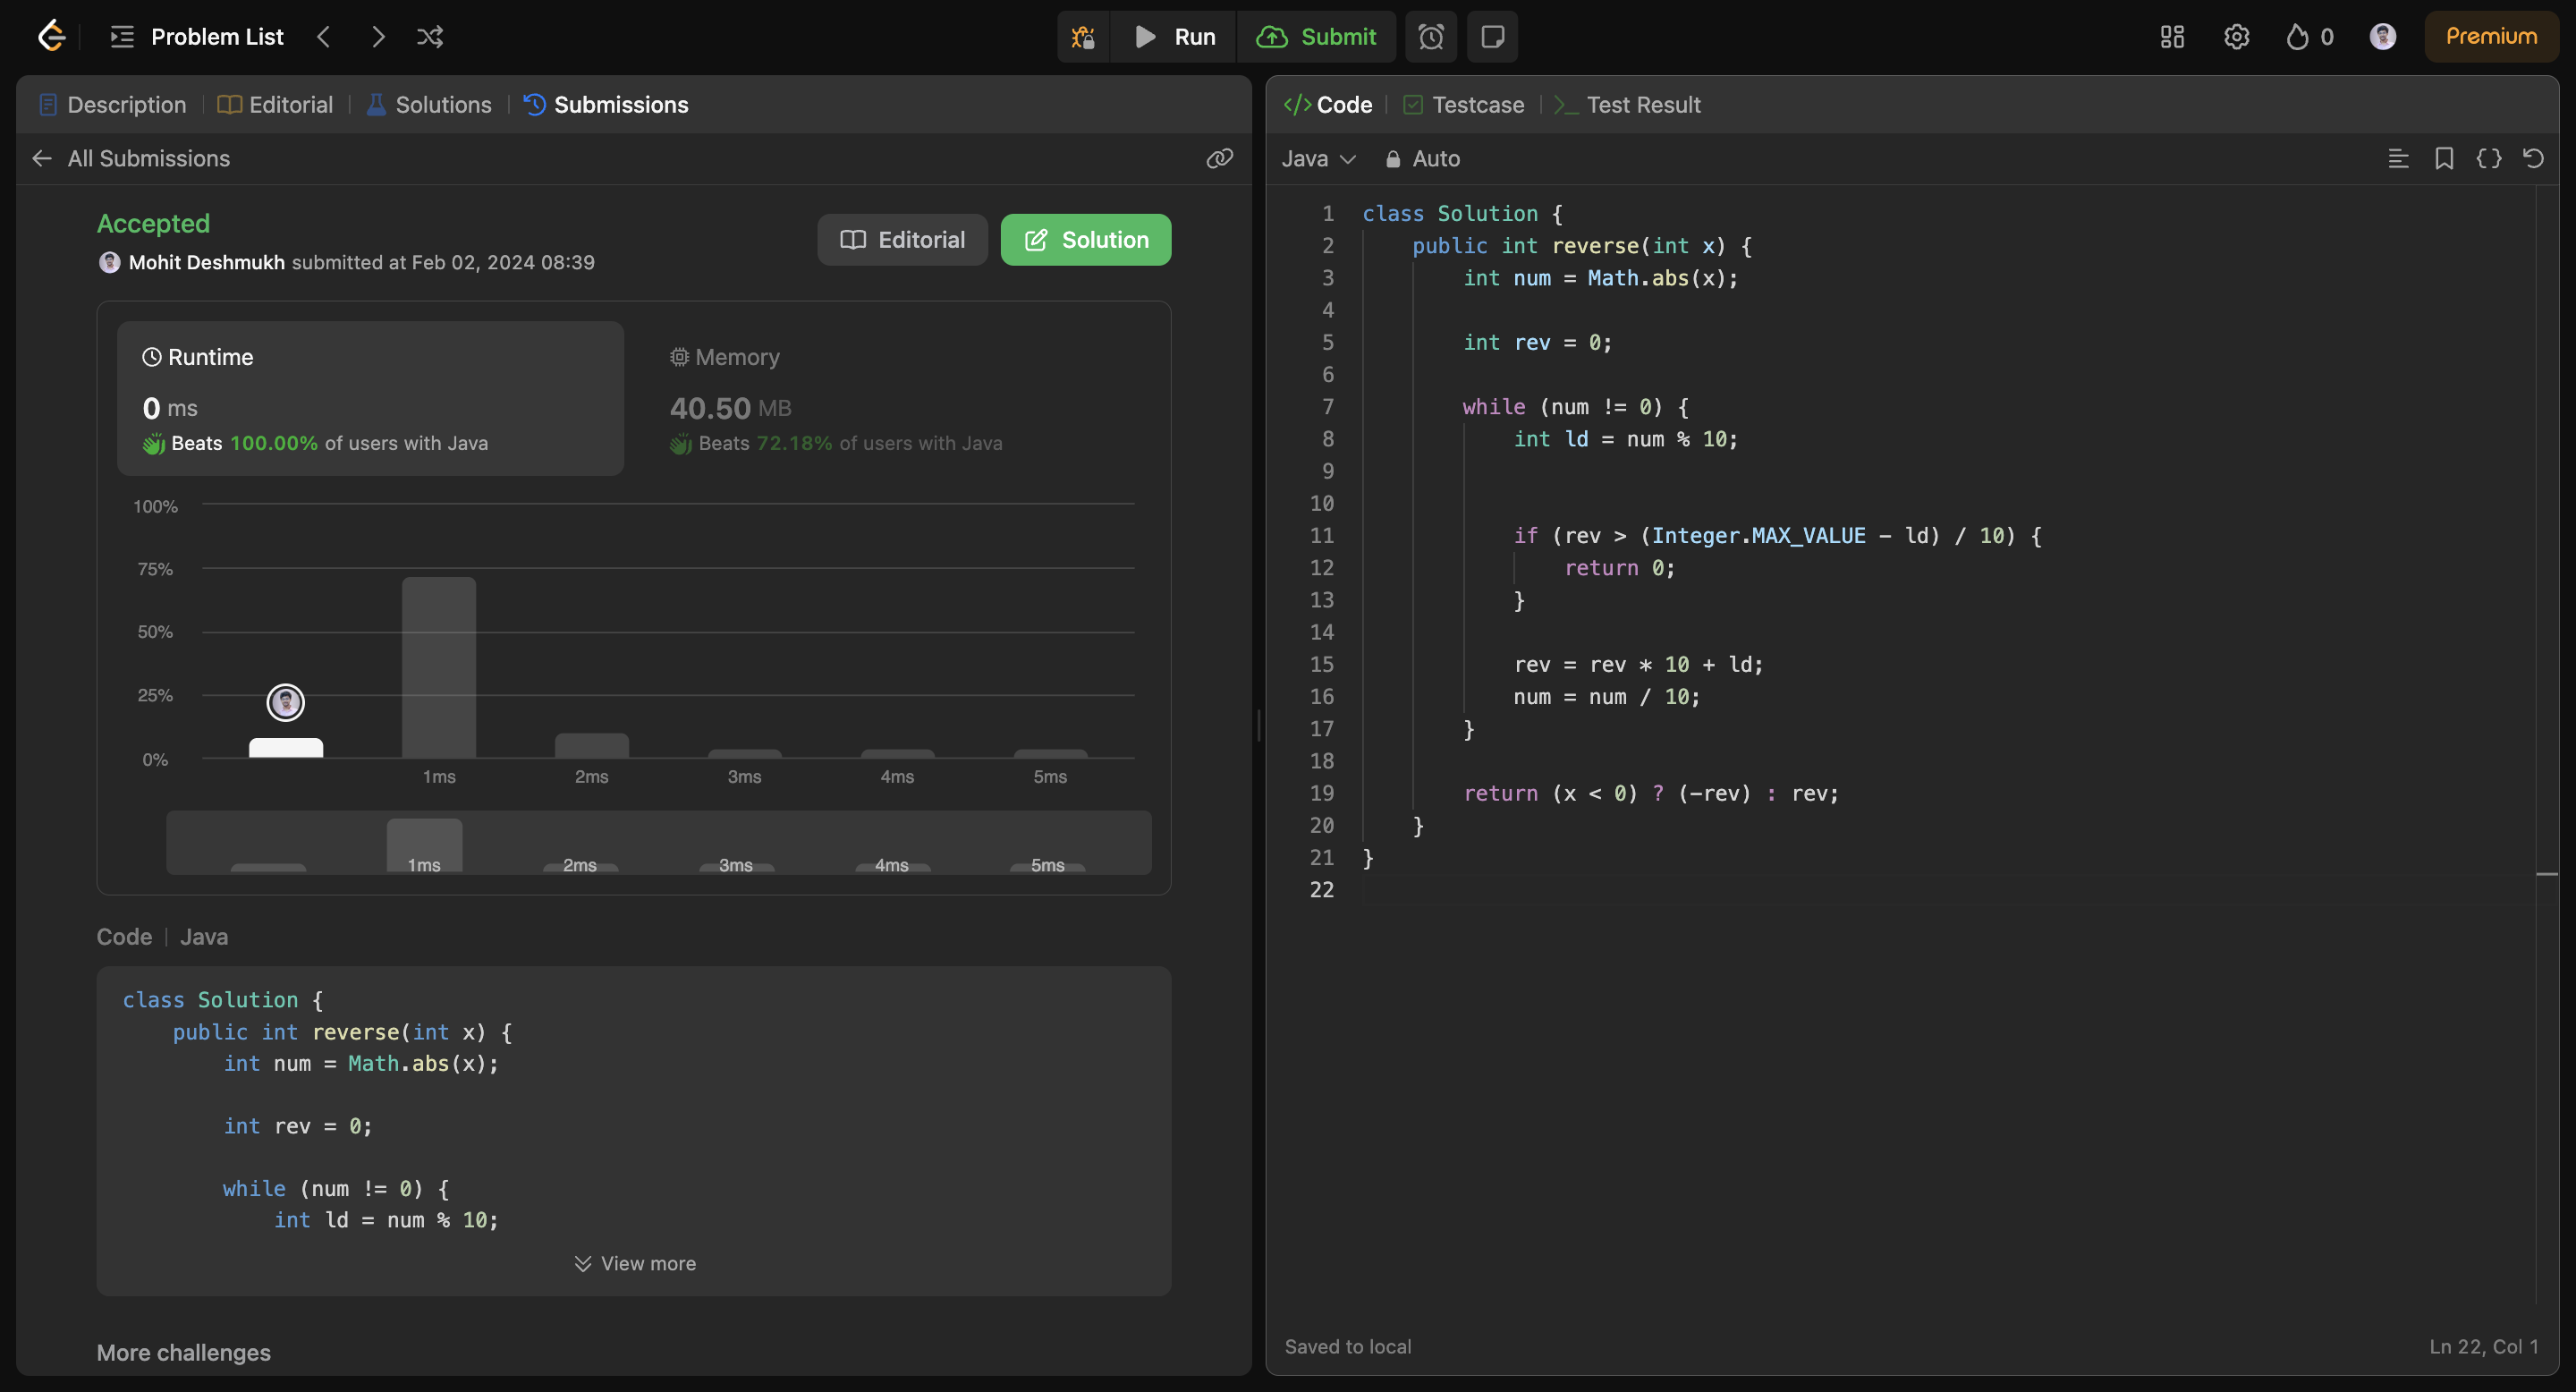 Problem List
Run
Submit
0
Premium
Description
Editorial
Solutions
Submissions
All Submissions
Accepted
Mohit Deshmukh submitted at Feb 02, 2024 08:39
Editorial
Solution
Runtime
0 ms
Beats 100.00% of users with Java
Memory
40.50 MB
Beats 72.18% of users with Java
100%
75%
50%
25%
0%
1ms 2ms 3ms 4ms 5ms
1ms 2ms 3ms 4ms 5ms
Code | Java
class Solution {
    public int reverse(int x) {
        int num = Math.abs(x);
        int rev = 0;
        while (num != 0) {
            int ld = num % 10;
View more
More challenges
Code
Testcase
Test Result
Java
Auto
1 class Solution {
2     public int reverse(int x) {
3         int num = Math.abs(x);
4
5         int rev = 0;
6
7         while (num != 0) {
8             int ld = num % 10;
9
10
11             if (rev > (Integer.MAX_VALUE - ld) / 10) {
12                 return 0;
13             }
14
15             rev = rev * 10 + ld;
16             num = num / 10;
17         }
18
19         return (x < 0) ? (-rev) : rev;
20     }
21 }
22
Saved to local
Ln 22, Col 1